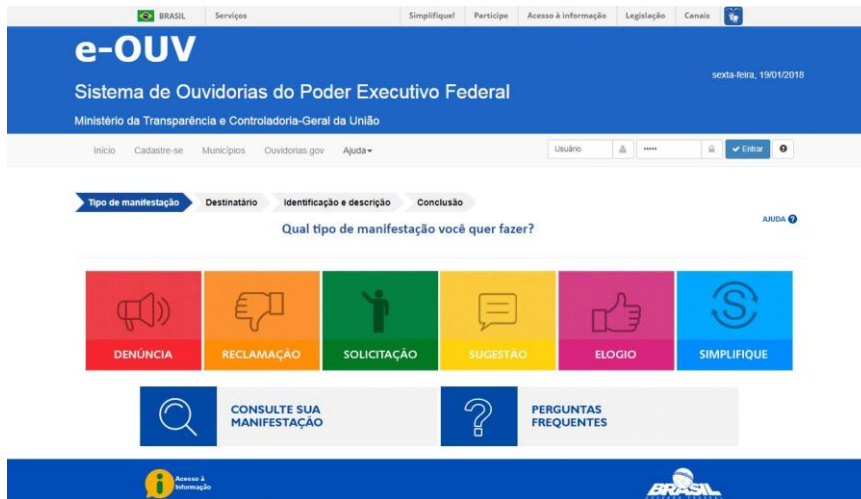 BRASIL Serviços Simplifique! Participe Acesso à informação Legislação Canais
e-OUV
sexta-feira, 19/01/2018
Sistema de Ouvidorias do Poder Executivo Federal
Ministério da Transparência e Controladoria-Geral da União
Início Cadastre-se Municípios Ouvidorias.gov Ajuda Usuário ••••• Entrar
Tipo de manifestação Destinatário Identificação e descrição Conclusão
AJUDA ?
Qual tipo de manifestação você quer fazer?
DENÚNCIA RECLAMAÇÃO SOLICITAÇÃO SUGESTÃO ELOGIO SIMPLIFIQUE
CONSULTE SUA
MANIFESTAÇÃO
PERGUNTAS
FREQUENTES
Acesso à
Informação
BRASIL
GOVERNO FEDERAL